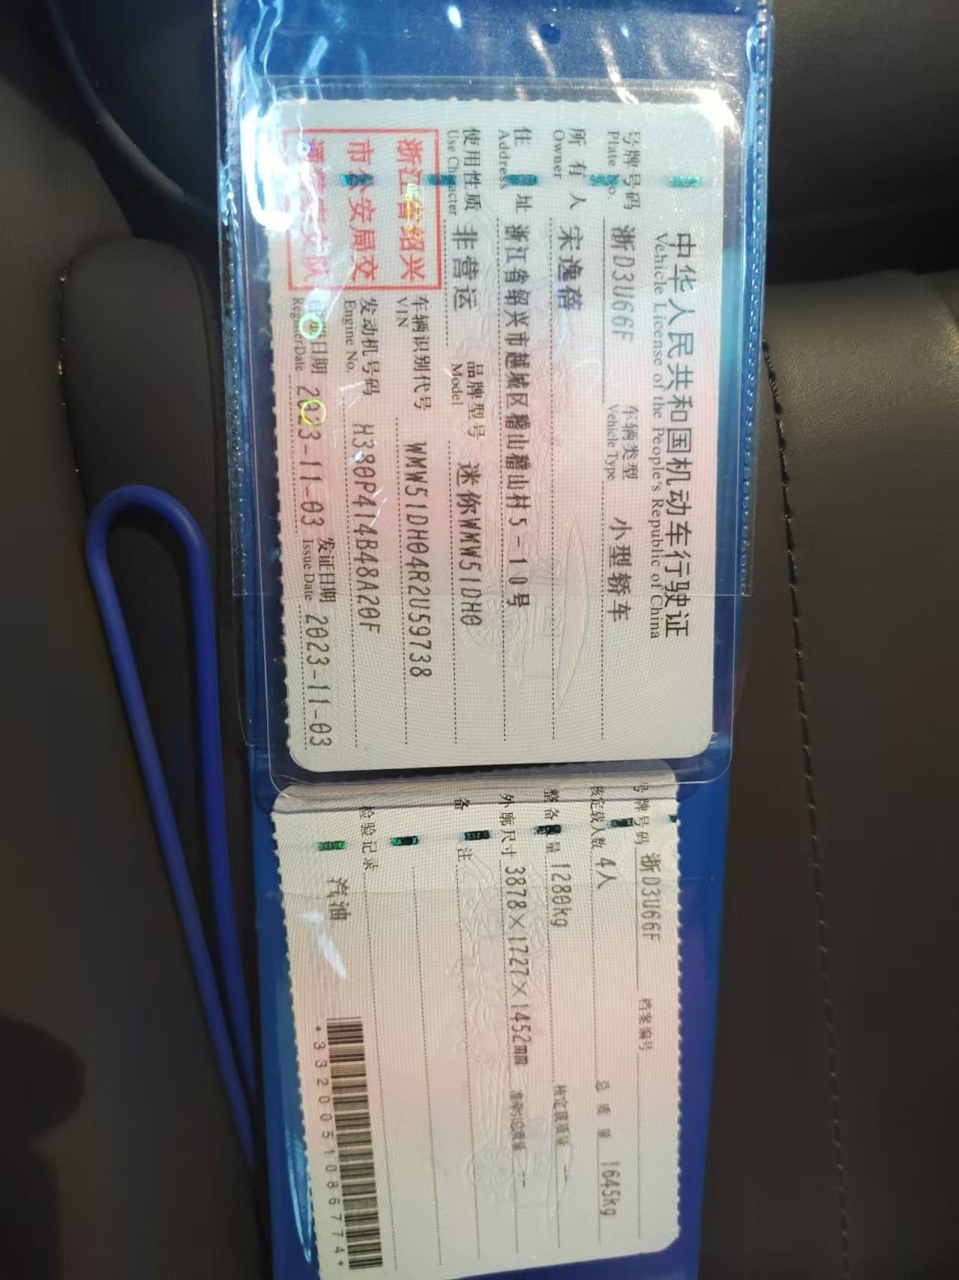 中华人民共和国机动车行驶证
Vehicle License of the People's Republic of China
号牌号码 浙D3U66F 车辆类型 小型轿车
Plate No. Vehicle Type
所有人 宋逸蓓
Owner
住址 浙江省绍兴市越城区稽山稽山村5-10号
Address
使用性质 非营运 品牌型号 迷你WMW51DH0
Use Character Model
浙江省绍兴
市公安局交
车辆识别代号 WMW51DH04R2U59738
VIN
发动机号码 H380P414B48A20F
Engine No.
日期 2023-11-03 发证日期 2023-11-03
Register Date Issue Date
号牌号码 浙D3U66F 档案编号
核定载人数 4人 总质量 1645kg
整备质量 1280kg 核定载质量
外廓尺寸 3878×1727×1452mm 准牵引总质量
备注
检验记录
汽油
*3320051086774*